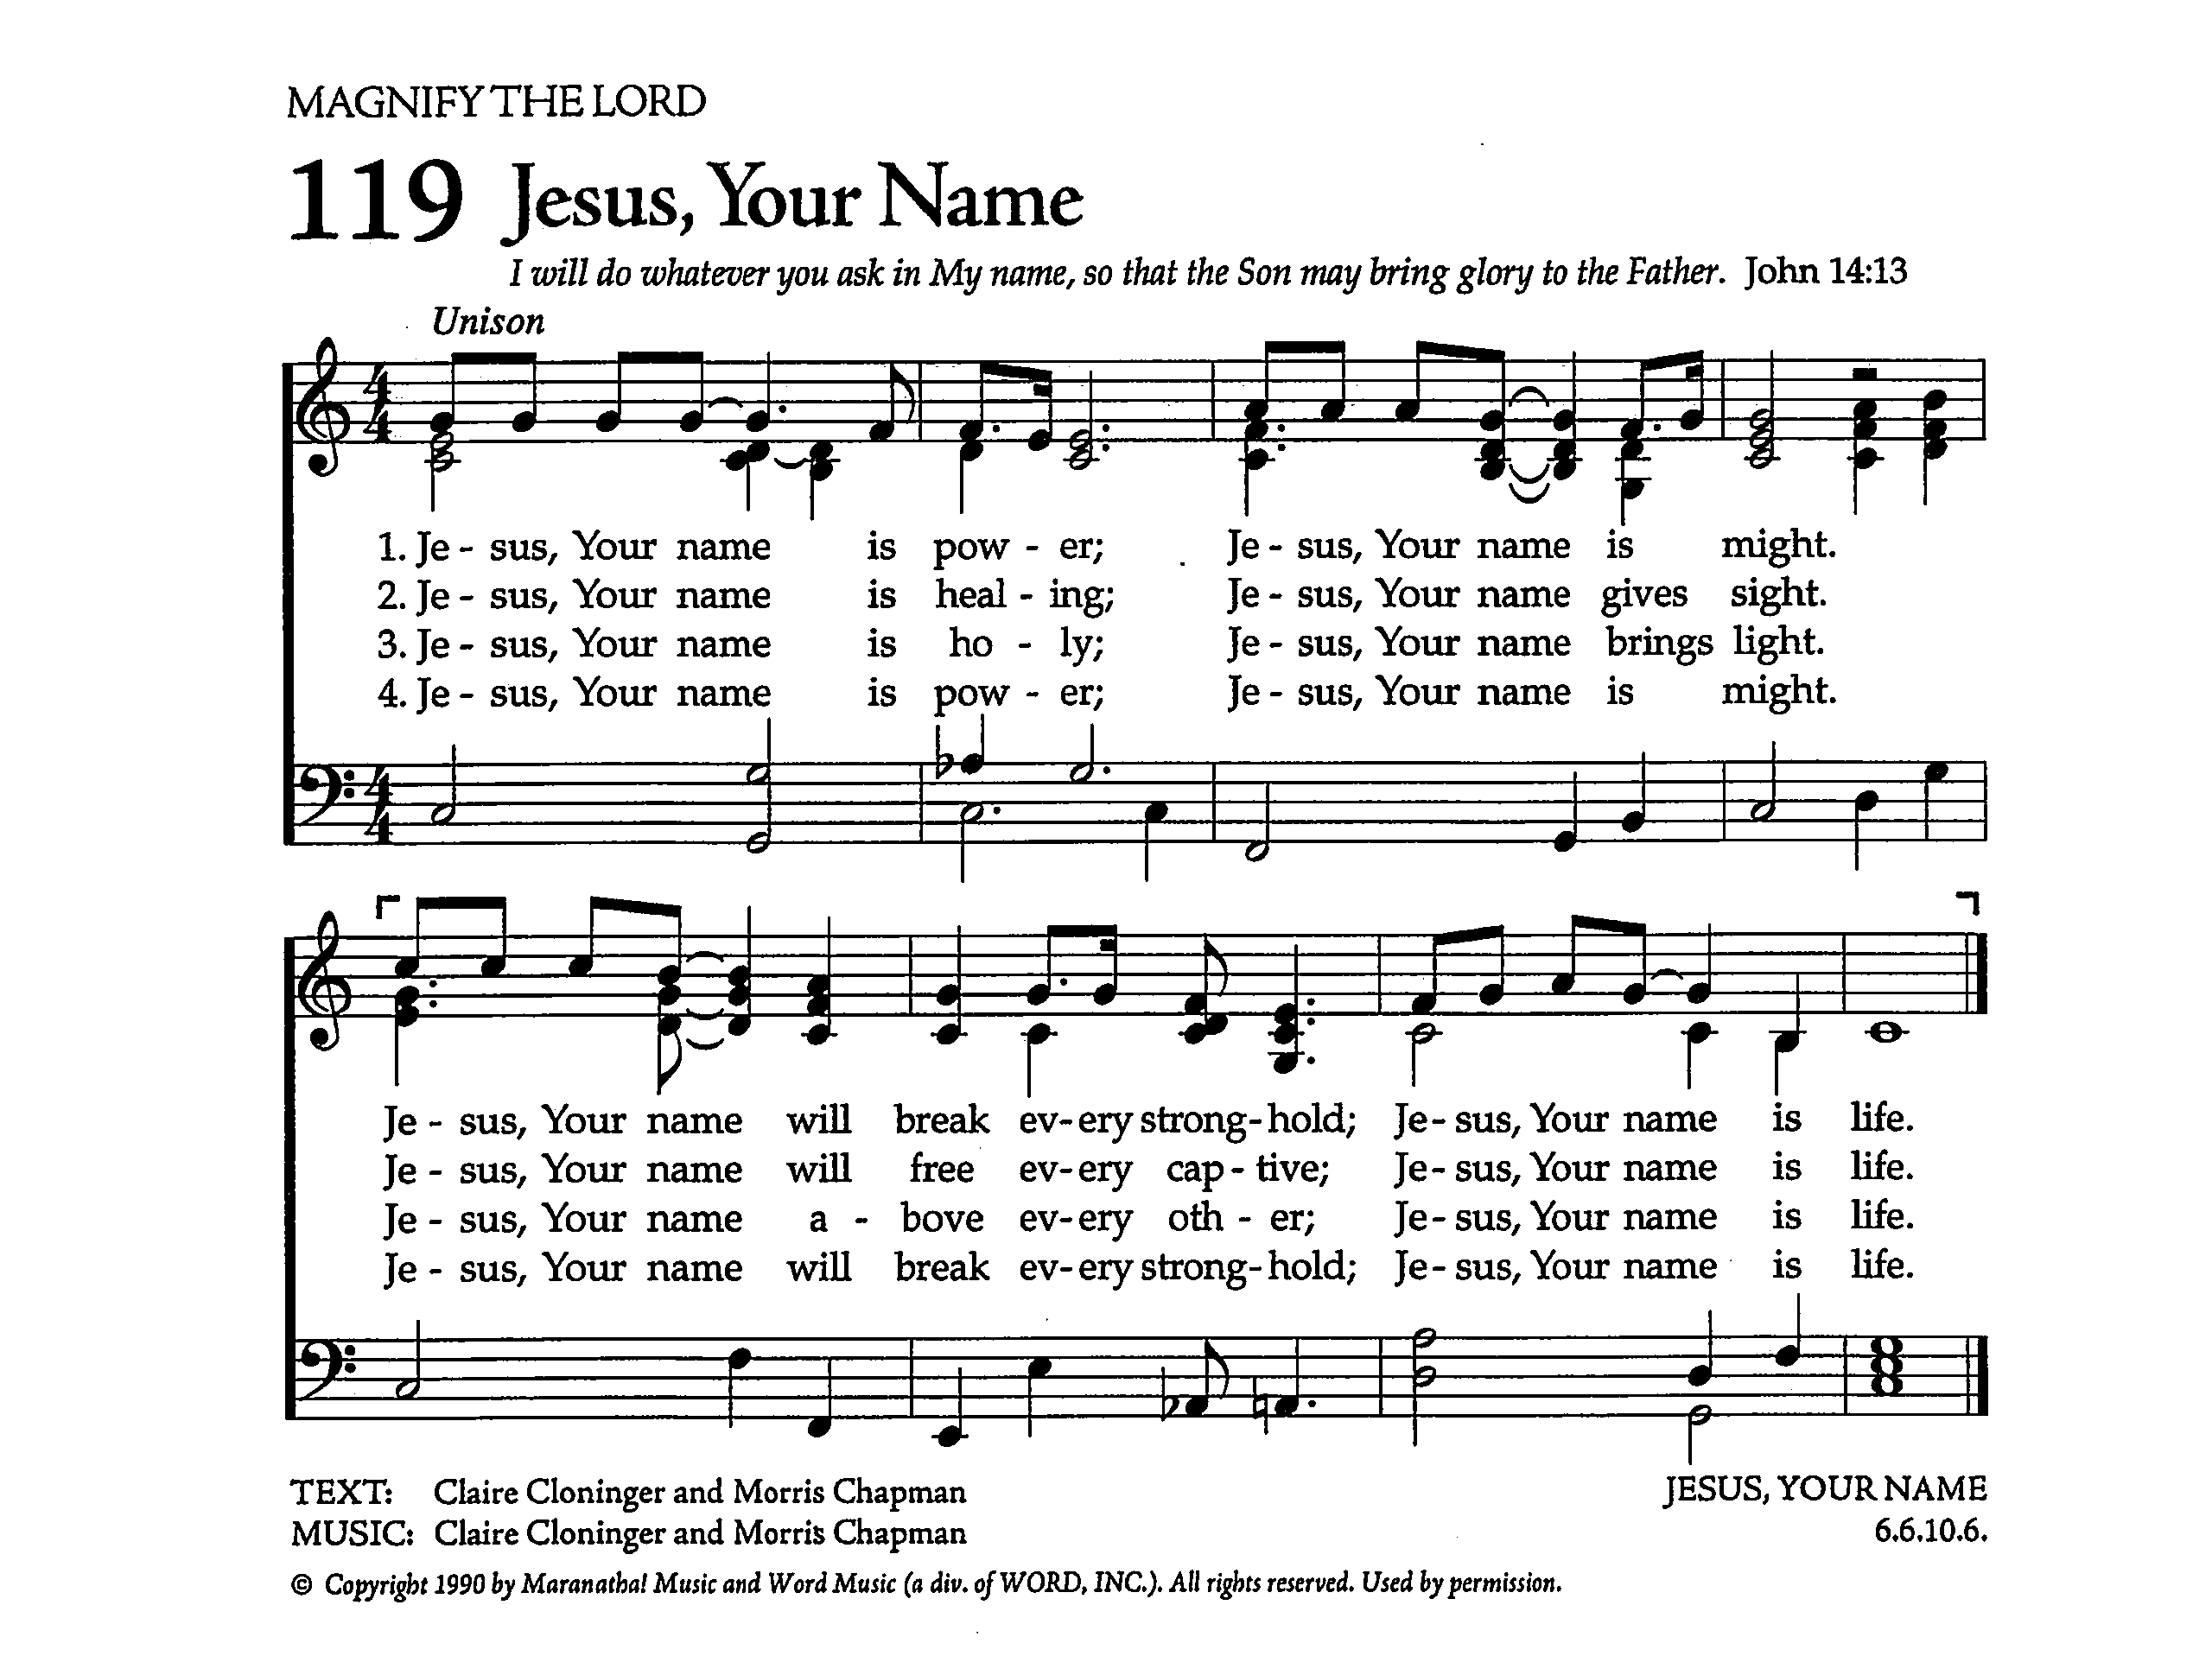 MAGNIFY THE LORD
119 Jesus, Your Name
I will do whatever you ask in My name, so that the Son may bring glory to the Father. John 14:13
Unison
1. Je - sus, Your name is pow - er; Je - sus, Your name is might.
2. Je - sus, Your name is heal - ing; Je - sus, Your name gives sight.
3. Je - sus, Your name is ho - ly; Je - sus, Your name brings light.
4. Je - sus, Your name is pow - er; Je - sus, Your name is might.
Je - sus, Your name will break ev - ery strong - hold; Je - sus, Your name is life.
Je - sus, Your name will free ev - ery cap - tive; Je - sus, Your name is life.
Je - sus, Your name a - bove ev - ery oth - er; Je - sus, Your name is life.
Je - sus, Your name will break ev - ery strong - hold; Je - sus, Your name is life.
TEXT: Claire Cloninger and Morris Chapman
JESUS, YOUR NAME
MUSIC: Claire Cloninger and Morris Chapman
6.6.10.6.
© Copyright 1990 by Maranatha! Music and Word Music (a div. of WORD, INC.). All rights reserved. Used by permission.